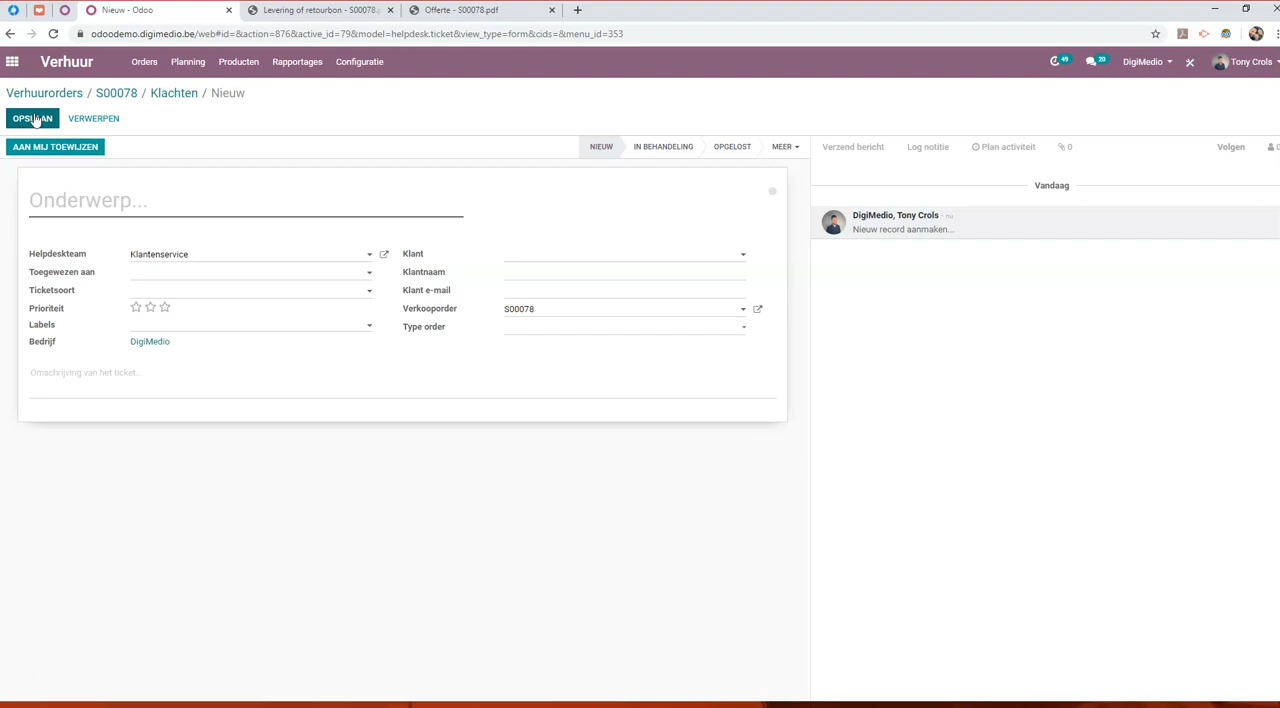 Nieuw - Odoo
Levering of retourbon - S00078.p
Offerte - S00078.pdf
odoodemo.digimedio.be/web#id=&action=876&active_id=79&model=helpdesk.ticket&view_type=form&cids=&menu_id=353
Verhuur Orders Planning Producten Rapportages Configuratie 49 20 DigiMedio Tony Crols
Verhuurorders / S00078 / Klachten / Nieuw
OPSLAAN VERWERPEN
AAN MIJ TOEWIJZEN NIEUW IN BEHANDELING OPGELOST MEER Verzend bericht Log notitie Plan activiteit 0 Volgen 0
Vandaag
Onderwerp...
DigiMedio, Tony Crols - nu
Nieuw record aanmaken...
Helpdeskteam Klantenservice Klant
Toegewezen aan Klantnaam
Ticketsoort Klant e-mail
Prioriteit Verkooporder S00078
Labels Type order
Bedrijf DigiMedio
Omschrijving van het ticket...